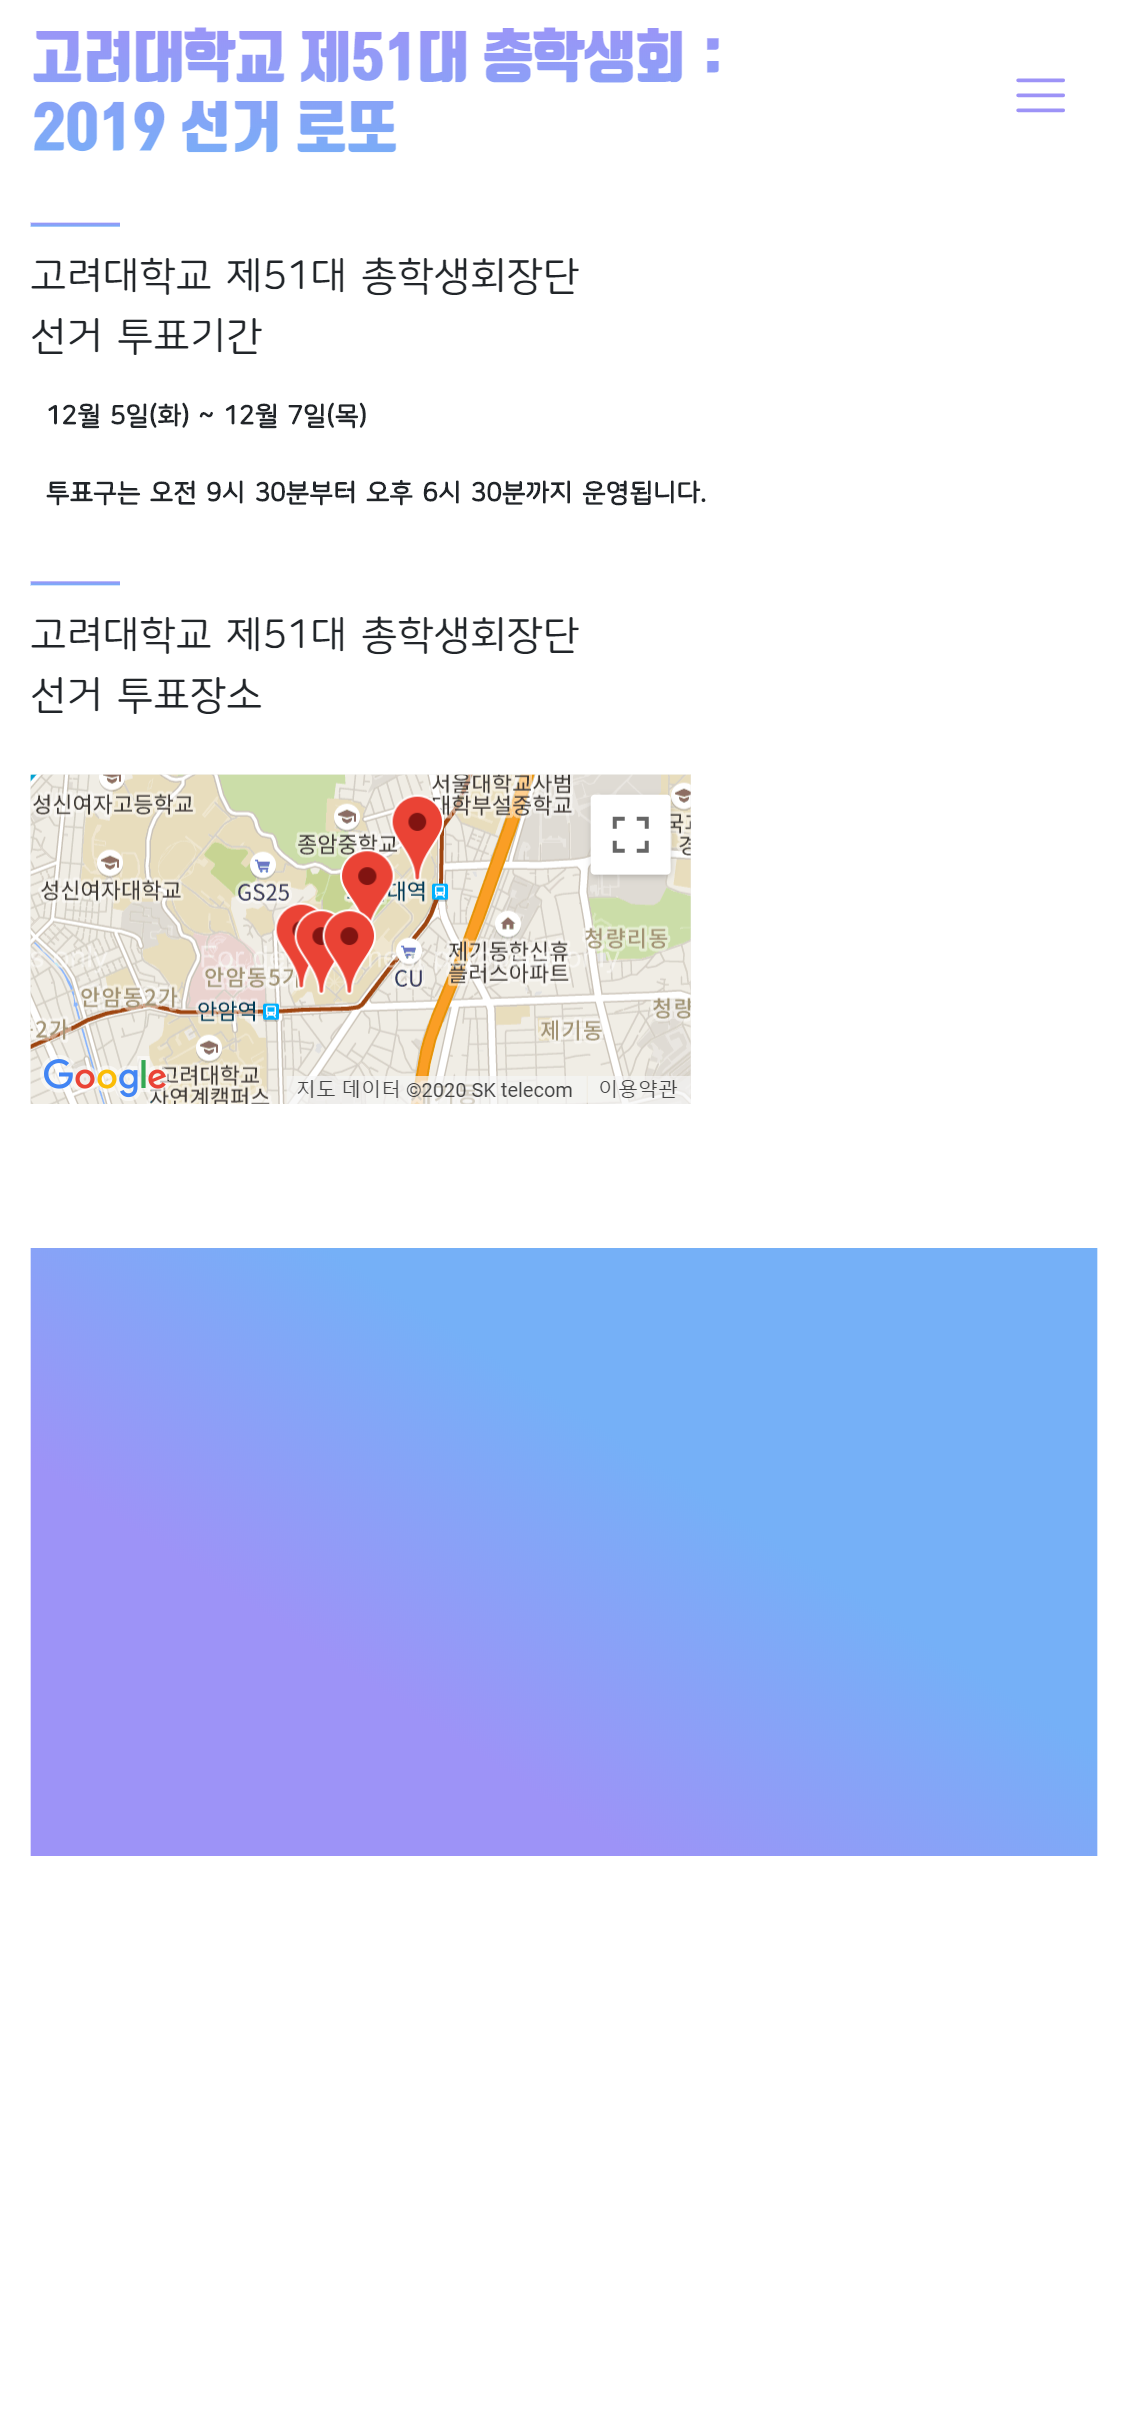 고려대학교 제51대 총학생회 :
2019 선거 로또
고려대학교 제51대 총학생회장단
선거 투표기간
12월 5일(화) ~ 12월 7일(목)
투표구는 오전 9시 30분부터 오후 6시 30분까지 운영됩니다.
고려대학교 제51대 총학생회장단
선거 투표장소
서울대학교사범
대학부설중학교
성신여자고등학교
종암중학교
성신여자대학교
GS25
대역
제기동한신휴
플러스아파트
청량리동
CU
안암동5가
안암동2가
안암역
2가
제기동
청량
고려대학교
자연계캠퍼스
Google
지도 데이터 ©2020 SK telecom
이용약관